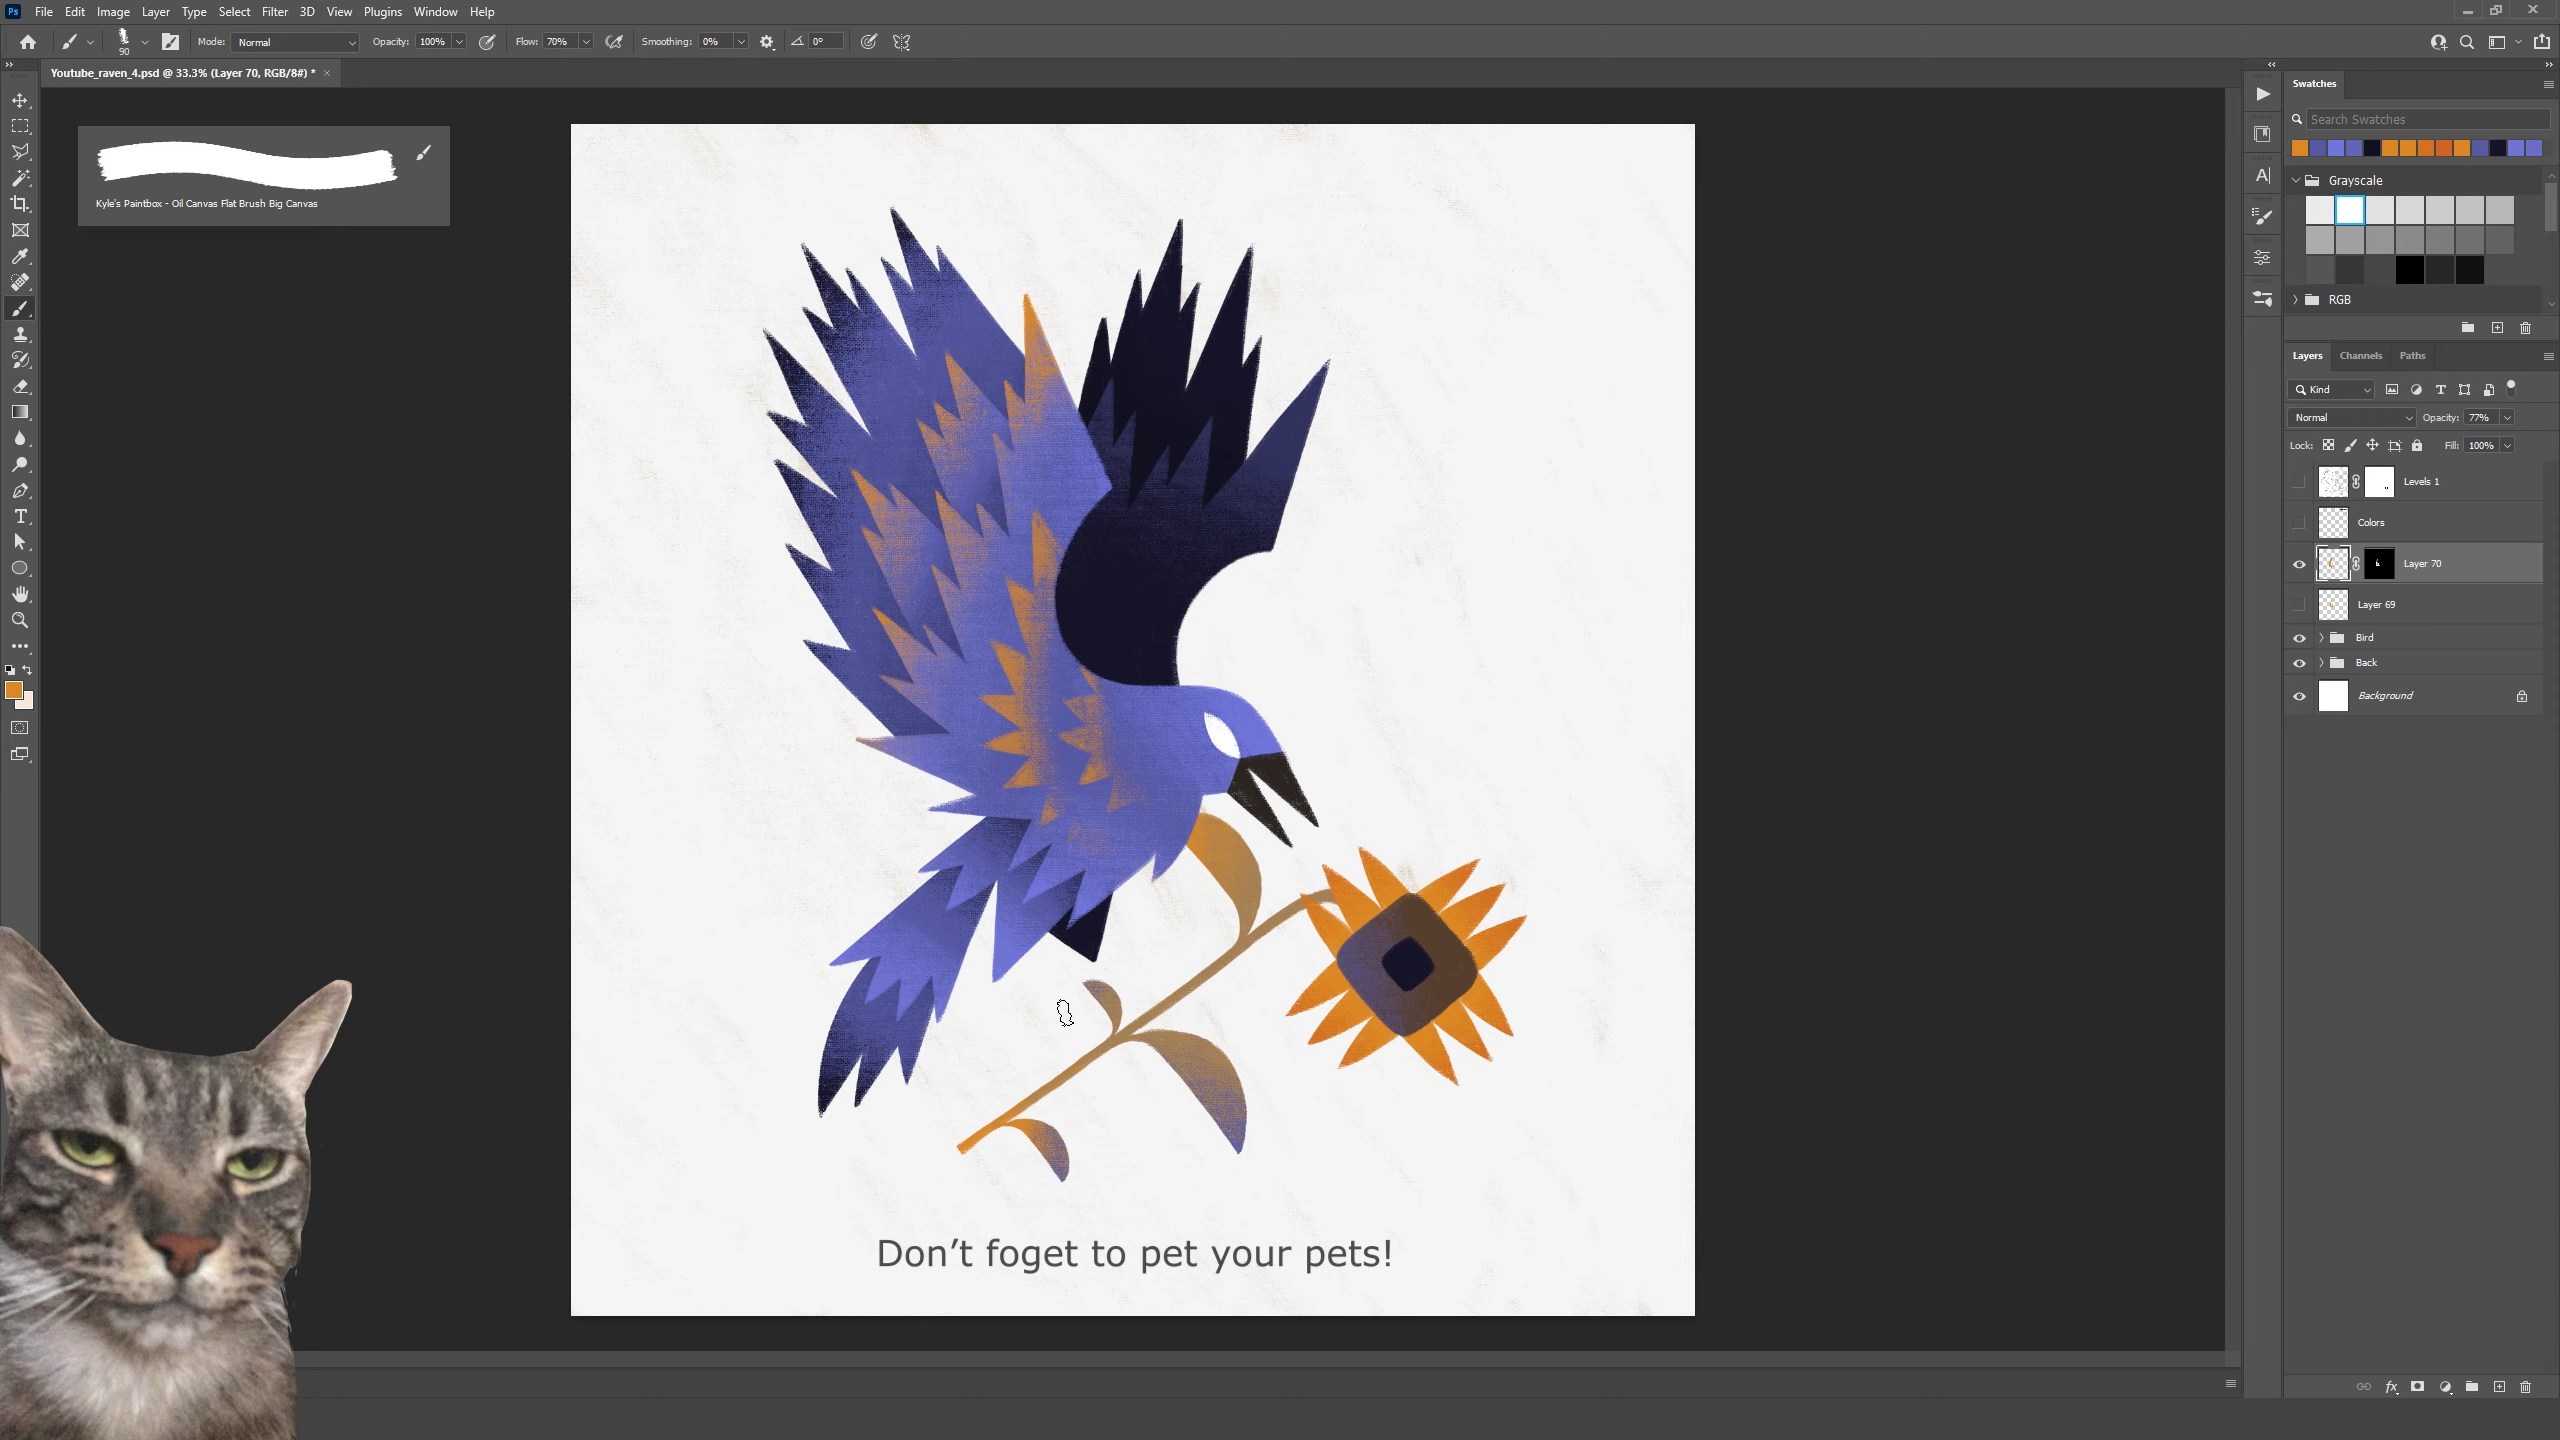 Ps File Edit Image Layer Type Select Filter 3D View Plugins Window Help
90 Mode: Normal Opacity: 100% Flow: 70% Smoothing: 0% 0°
Youtube_raven_4.psd @ 33.3% (Layer 70, RGB/8#) * ×
Kyle's Paintbox - Oil Canvas Flat Brush Big Canvas
Don’t foget to pet your pets!
Swatches
Search Swatches
Grayscale
RGB
Layers Channels Paths
Kind
Normal Opacity: 77%
Lock: Fill: 100%
Levels 1
Colors
Layer 70
Layer 69
Bird
Back
Background